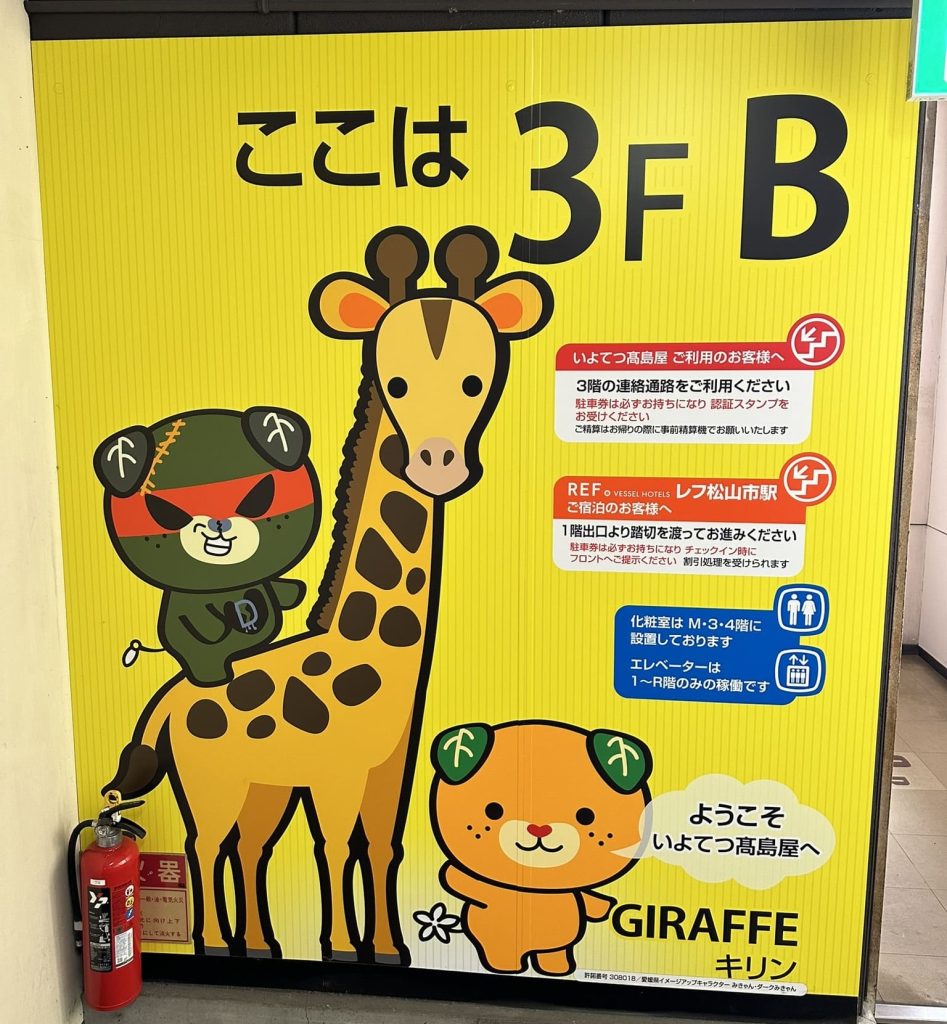 ここは 3F B
いよてつ髙島屋 ご利用のお客様へ
3階の連絡通路をご利用ください
駐車券は必ずお持ちになり 認証スタンプを
お受けください
ご精算はお帰りの際に事前精算機でお願いいたします
REF VESSEL HOTELS レフ松山市駅
ご宿泊のお客様へ
1階出口より踏切を渡ってお進みください
駐車券は必ずお持ちになり チェックイン時に
フロントへご提示ください 割引処理を受けられます
化粧室は M・3・4階に
設置しております
エレベーターは
1〜R階のみの稼働です
D
ようこそ
いよてつ髙島屋へ
GIRAFFE
キリン
許諾番号 308018/愛媛県イメージアップキャラクター みきゃん・ダークみきゃん
火器